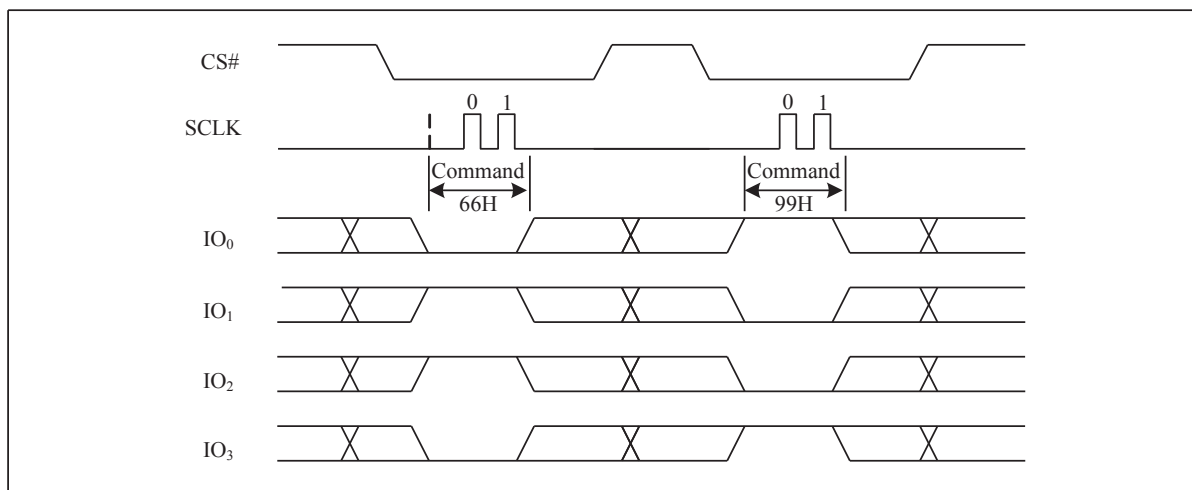 CS#
0 1 0 1
SCLK
Command Command
66H 99H
IO₀
IO₁
IO₂
IO₃